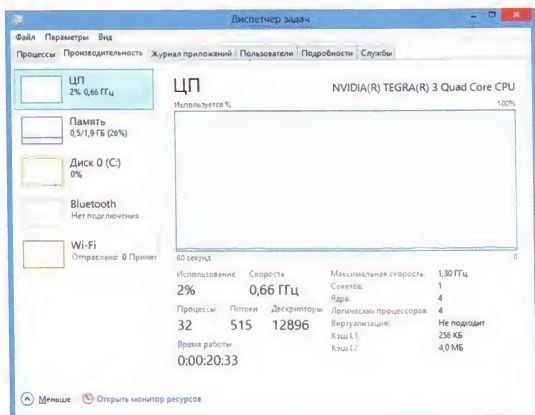 Диспетчер задач
Файл Параметры Вид
Процессы Производительность Журнал приложений Пользователи Подробности Службы
ЦП
2% 0,66 ГГц
Память
0,5/1,9 ГБ (26%)
Диск 0 (C:)
0%
Bluetooth
Нет подключения
Wi-Fi
Отправлено: 0 Принят
ЦП NVIDIA(R) TEGRA(R) 3 Quad Core CPU
Используется % 100%
60 секунд 0
Использование Скорость
2% 0,66 ГГц
Процессы Потоки Дескрипторы
32 515 12896
Время работы
0:00:20:33
Максимальная скорость: 1,30 ГГц
Сокетов: 1
Ядра: 4
Логических процессоров: 4
Виртуализация: Не подходит
Кэш L1: 256 КБ
Кэш L2: 4,0 МБ
Меньше Открыть монитор ресурсов